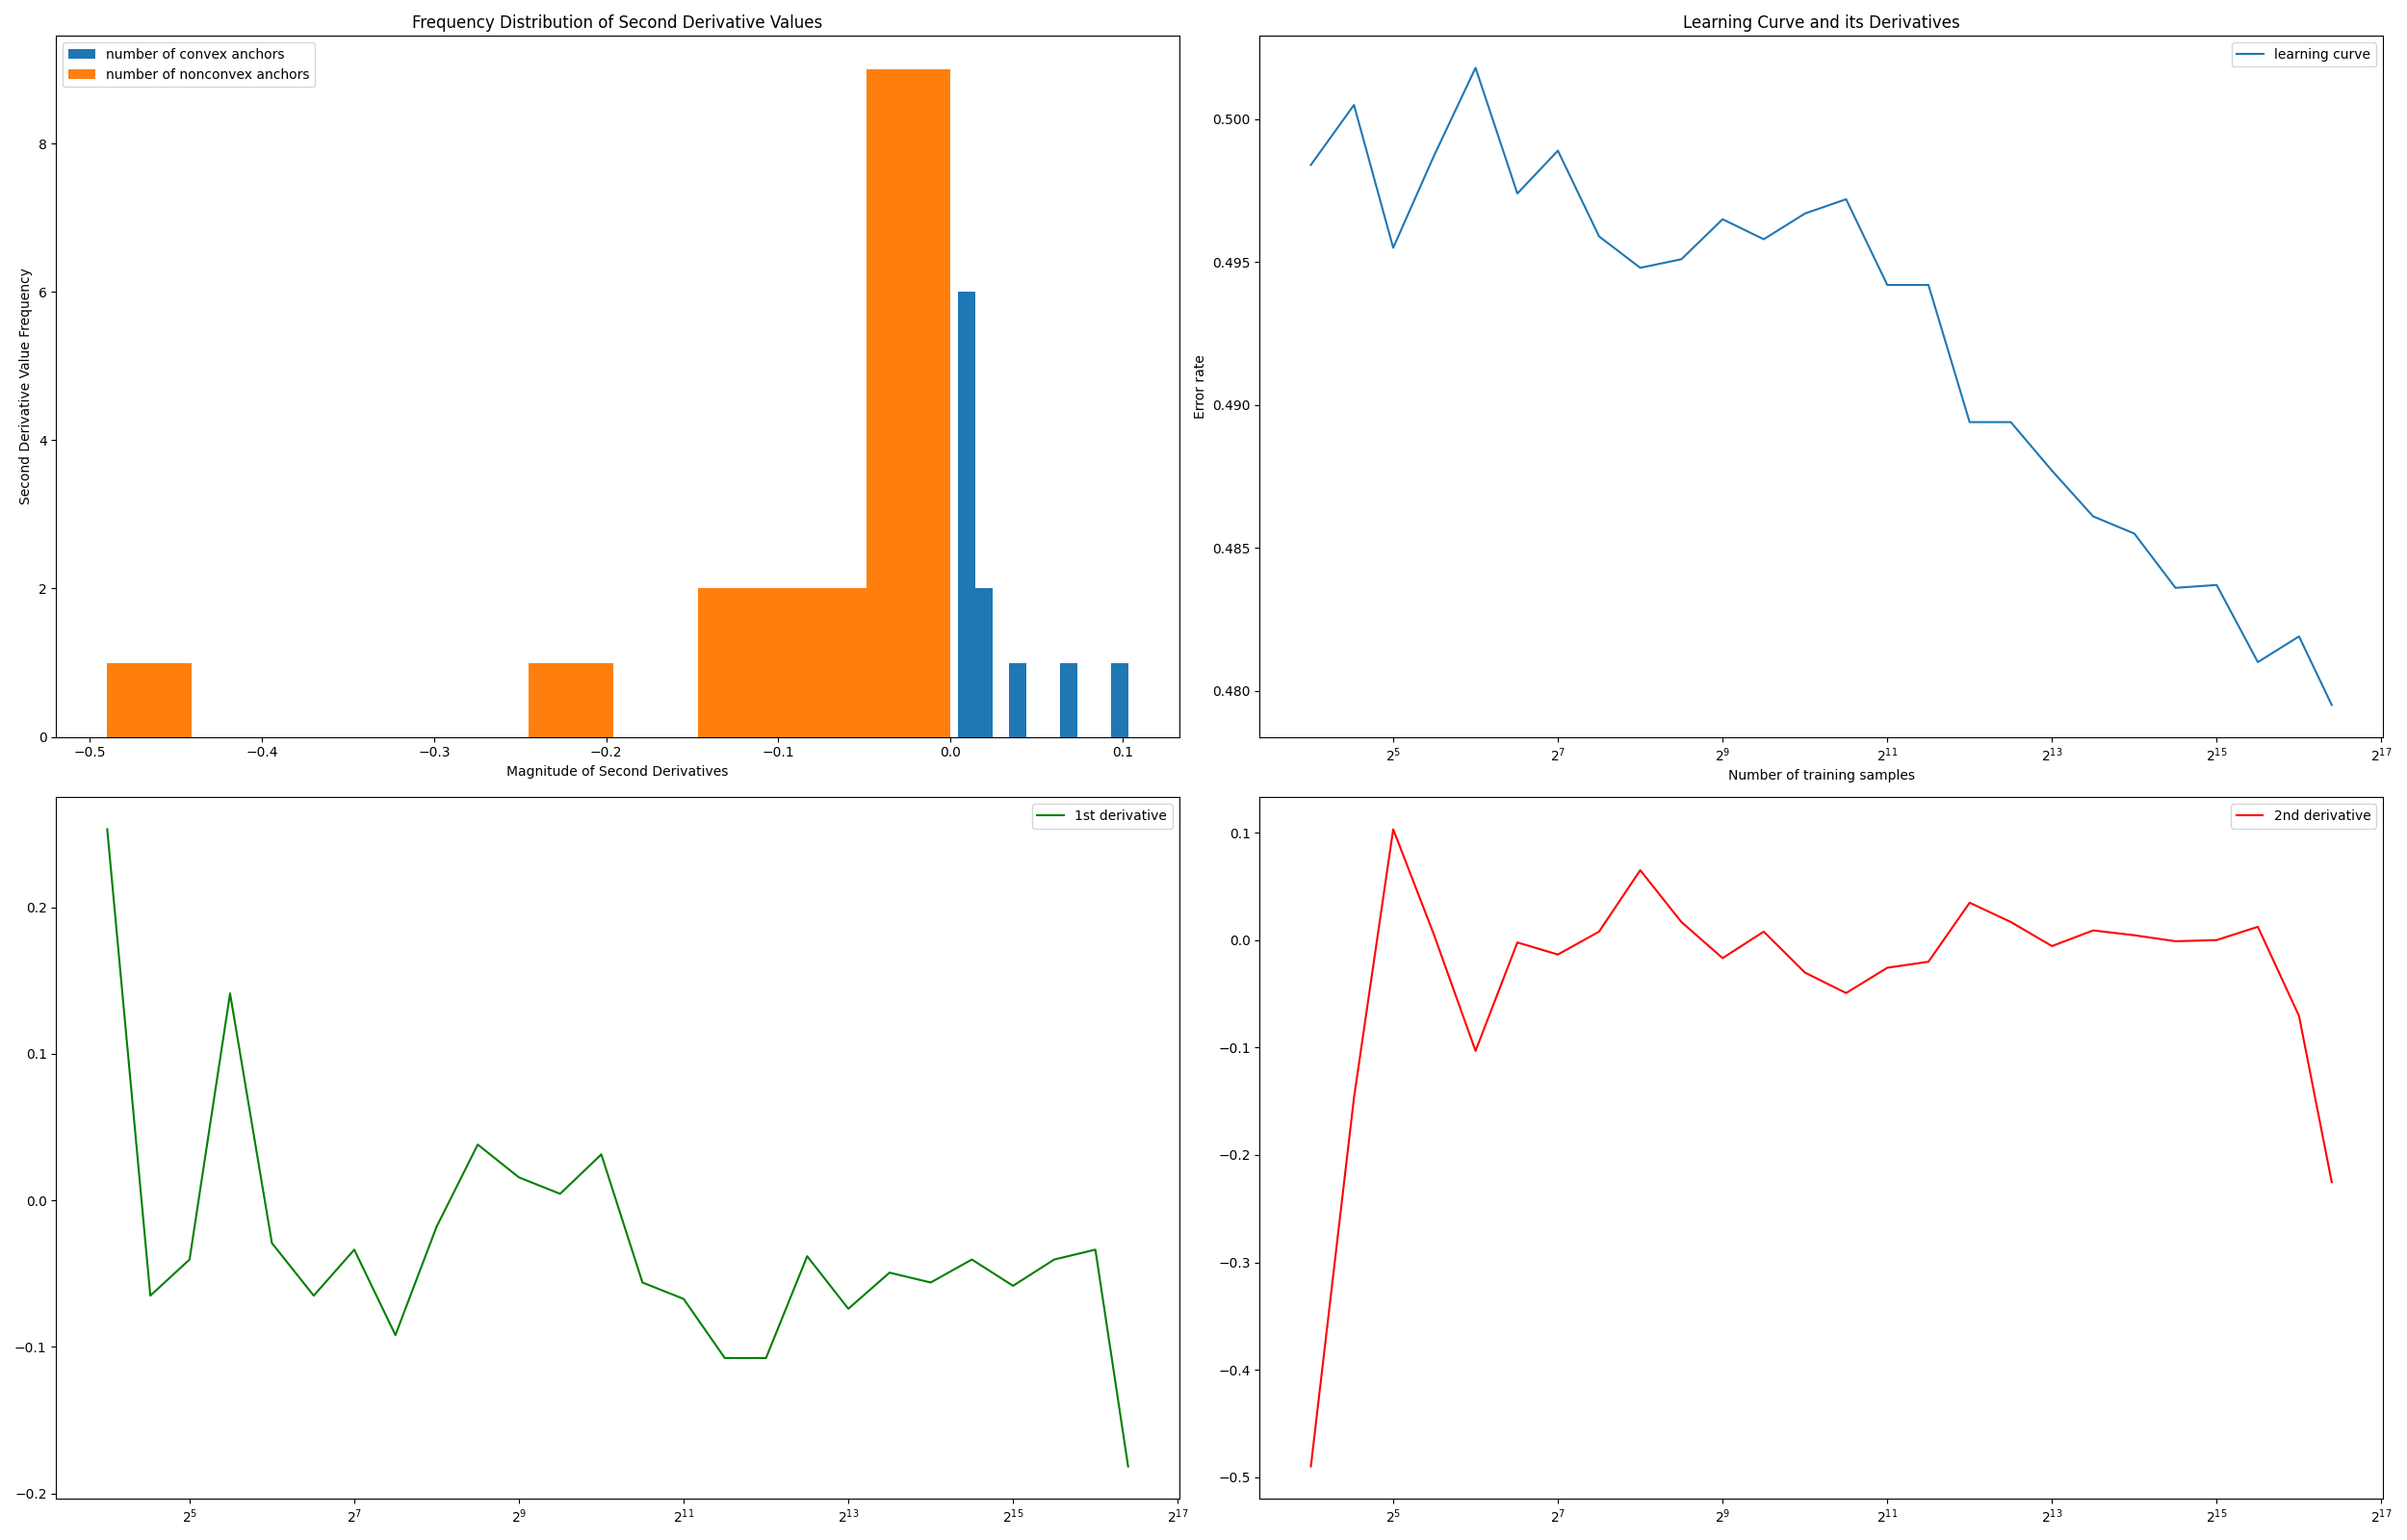 Frequency Distribution of Second Derivative Values
number of convex anchors
number of nonconvex anchors
Second Derivative Value Frequency
8
6
4
2
0
−0.5 −0.4 −0.3 −0.2 −0.1 0.0 0.1
Magnitude of Second Derivatives
Learning Curve and its Derivatives
learning curve
Error rate
0.500
0.495
0.490
0.485
0.480
2^5 2^7 2^9 2^11 2^13 2^15 2^17
Number of training samples
1st derivative
0.2
0.1
0.0
−0.1
−0.2
2^5 2^7 2^9 2^11 2^13 2^15 2^17
2nd derivative
0.1
0.0
−0.1
−0.2
−0.3
−0.4
−0.5
2^5 2^7 2^9 2^11 2^13 2^15 2^17